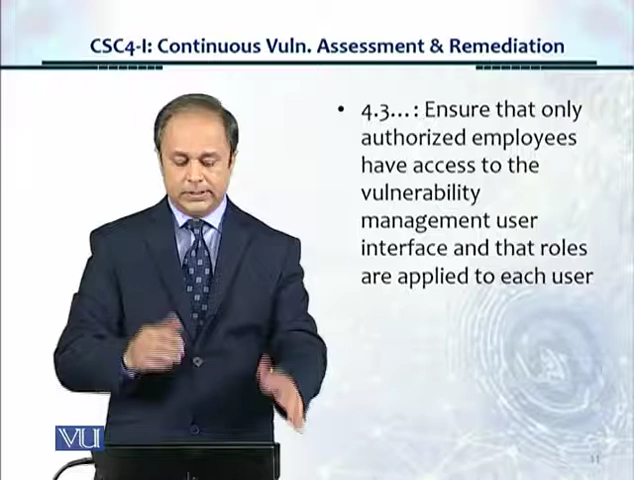 CSC4-I: Continuous Vuln. Assessment & Remediation
• 4.3...: Ensure that only
authorized employees
have access to the
vulnerability
management user
interface and that roles
are applied to each user
VU
11